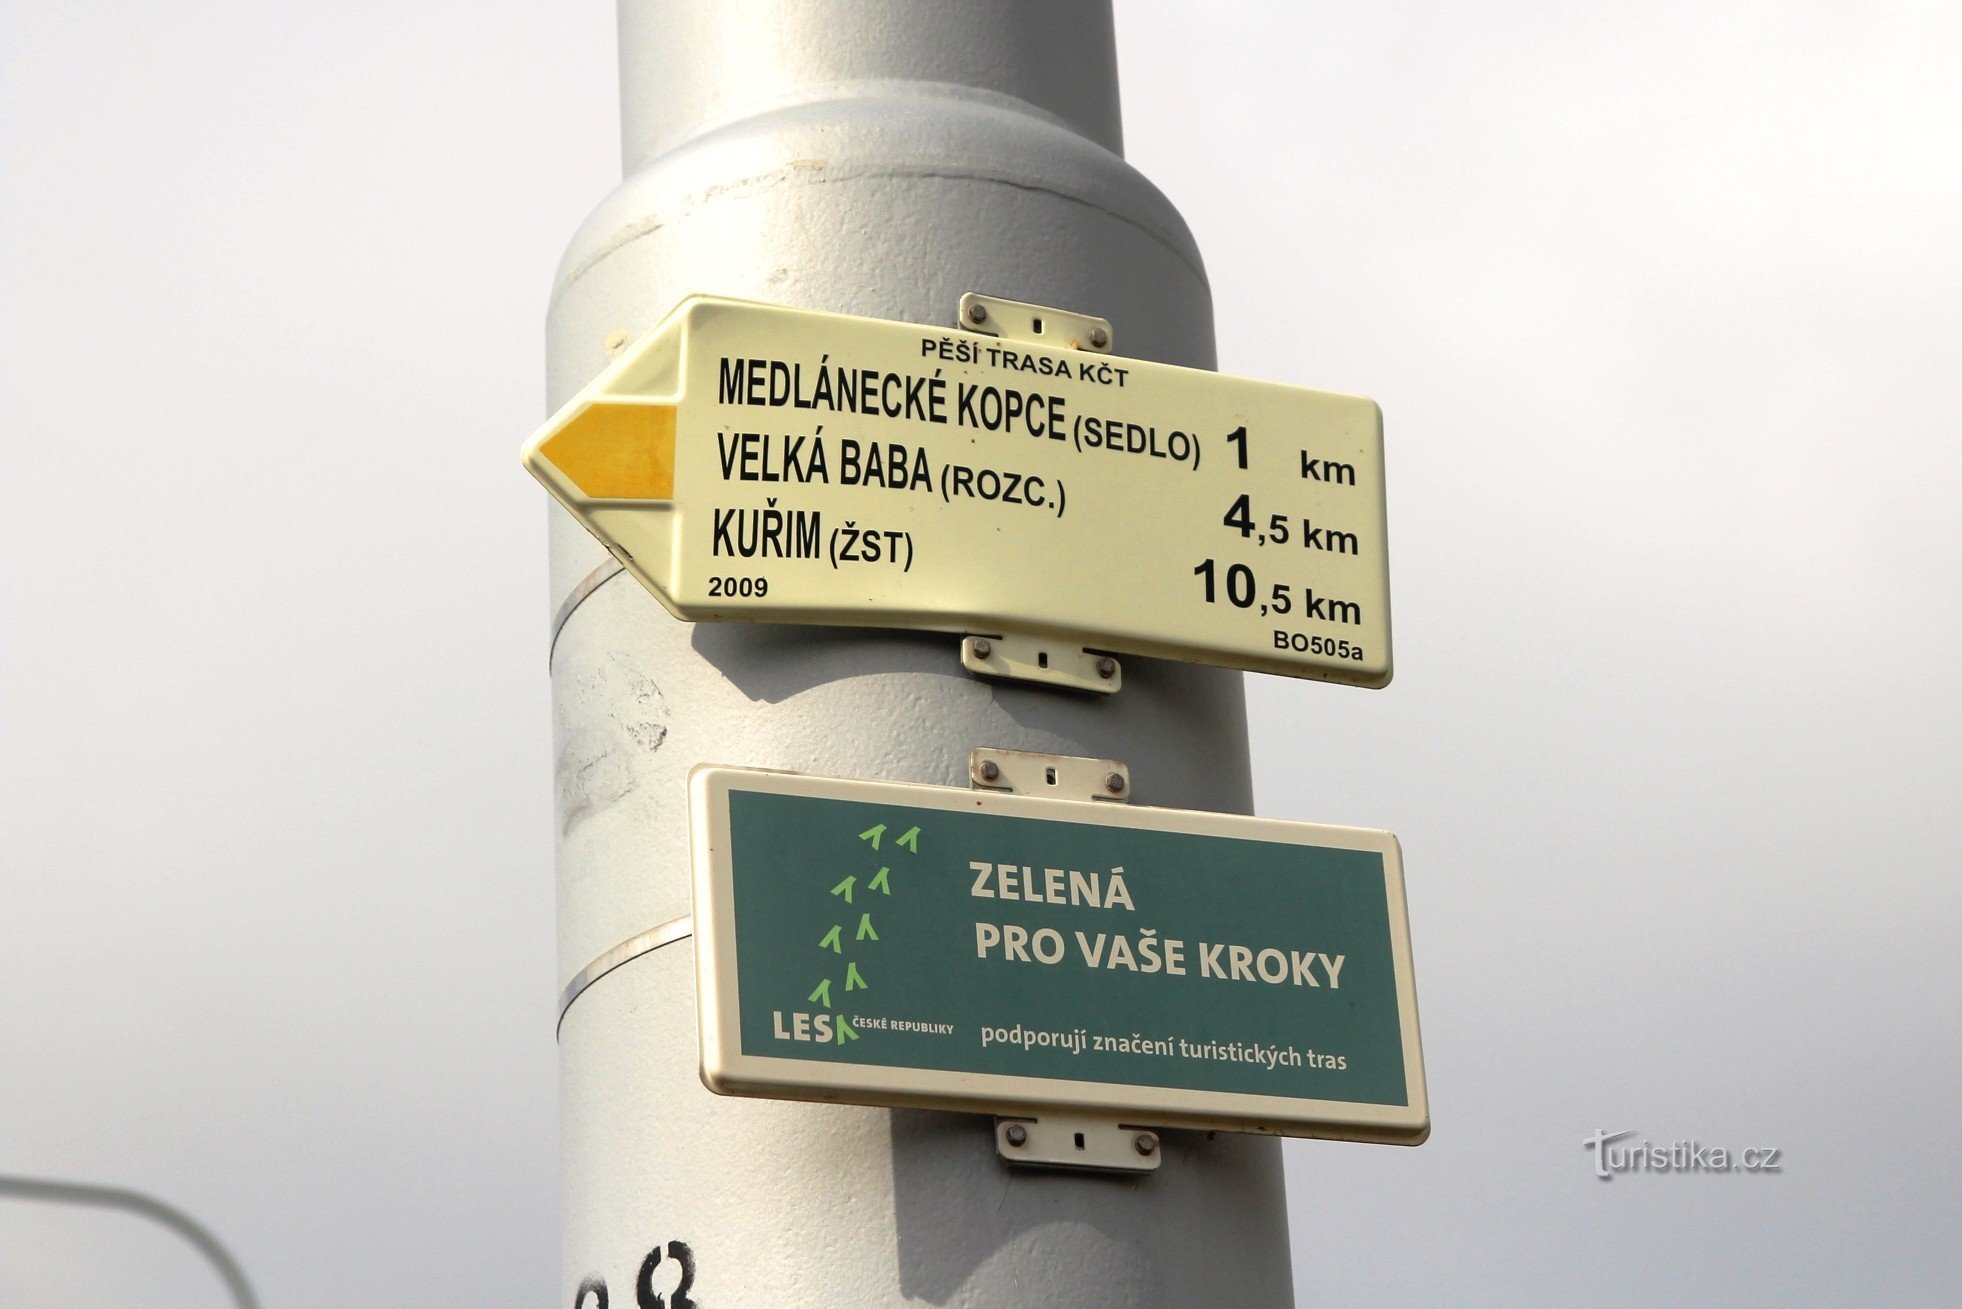 PĚŠÍ TRASA KČT
MEDLÁNECKÉ KOPCE (SEDLO) 1 km
VELKÁ BABA (ROZC.) 4,5 km
KUŘIM (ŽST) 10,5 km
2009 BO505a
ZELENÁ
PRO VAŠE KROKY
LESY ČESKÉ REPUBLIKY podporují značení turistických tras
Turistika.cz